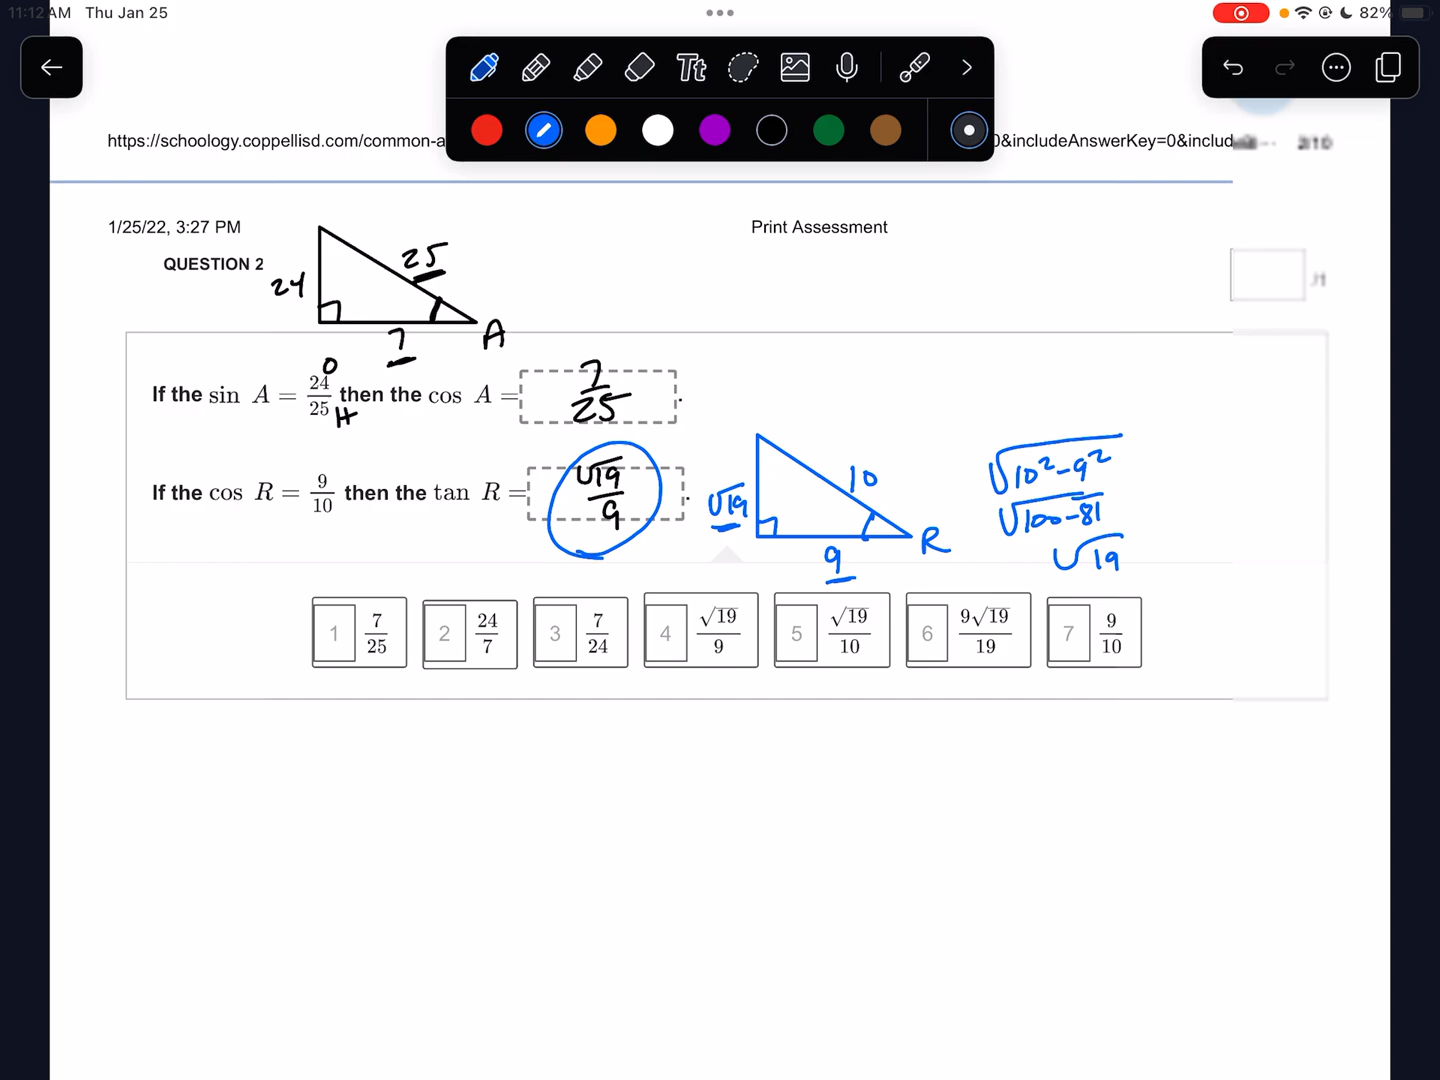 11:12 AM Thu Jan 25
82%
Tt
https://schoology.coppellisd.com/common-a
0&includeAnswerKey=0&includ
2/10
1/25/22, 3:27 PM
Print Assessment
QUESTION 2
/1
24
25
7
A
If the sin A = 24/25 then the cos A =
O
H
7/25
.
If the cos R = 9/10 then the tan R =
√19/9
.
√19
10
9
R
√10²-9²
√100-81
√19
1 7/25
2 24/7
3 7/24
4 √19/9
5 √19/10
6 9√19/19
7 9/10